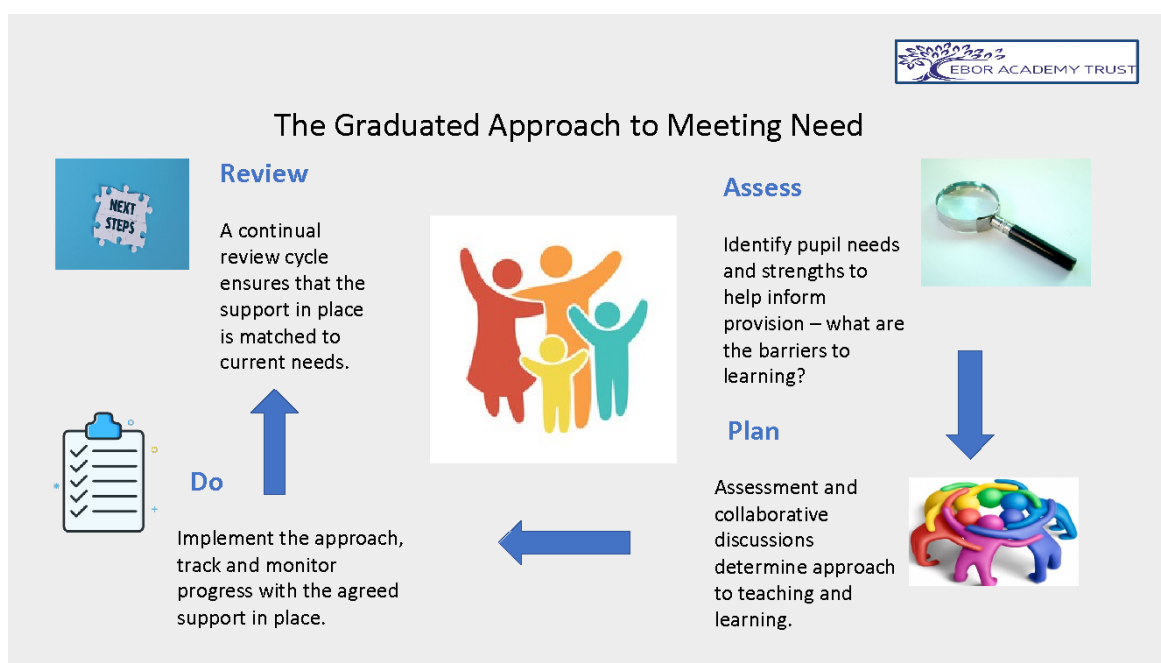 EBOR ACADEMY TRUST
The Graduated Approach to Meeting Need
NEXT
STEPS
Review
A continual
review cycle
ensures that the
support in place
is matched to
current needs.
Assess
Identify pupil needs
and strengths to
help inform
provision – what are
the barriers to
learning?
Plan
Assessment and
collaborative
discussions
determine approach
to teaching and
learning.
Do
Implement the approach,
track and monitor
progress with the agreed
support in place.